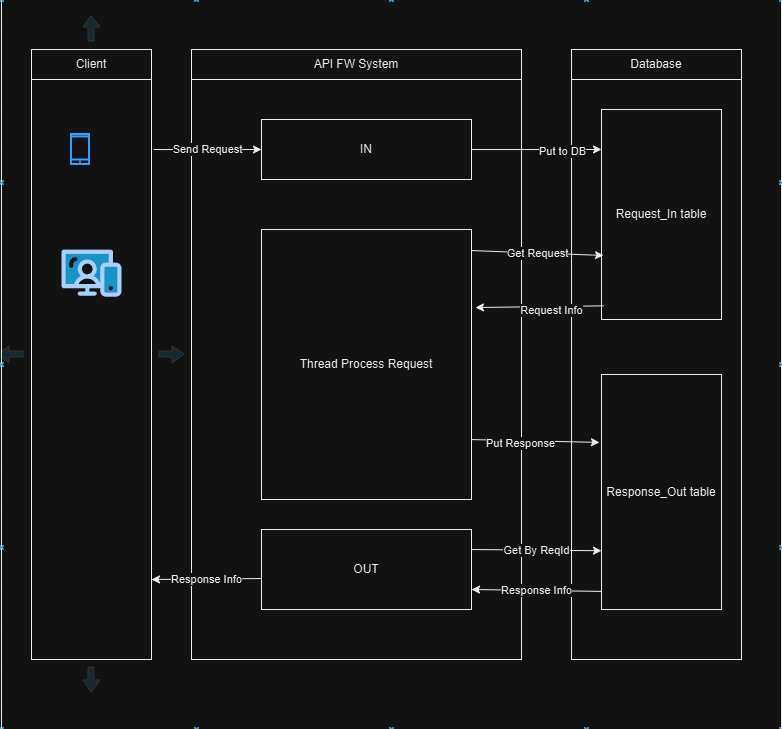 Client
API FW System
Database
Send Request
IN
Put to DB
Request_In table
Get Request
Request Info
Thread Process Request
Put Response
Response_Out table
Get By ReqId
OUT
Response Info
Response Info